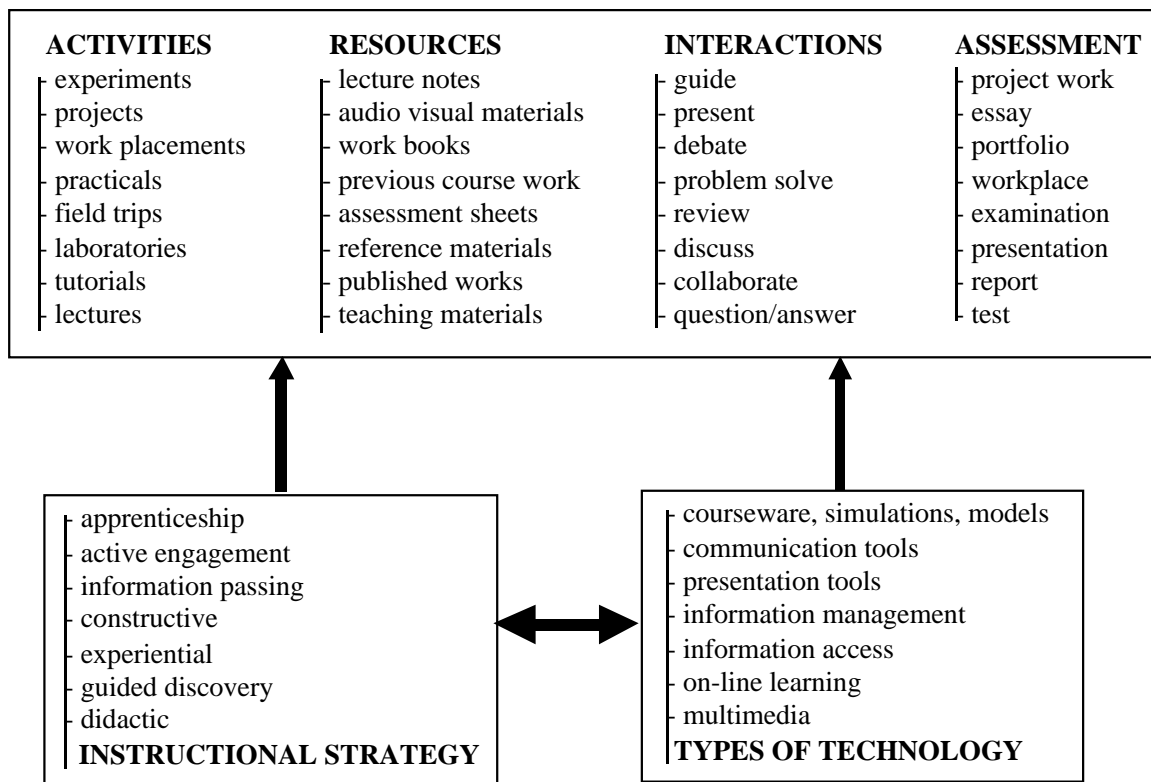 ACTIVITIES
- experiments
- projects
- work placements
- practicals
- field trips
- laboratories
- tutorials
- lectures
RESOURCES
- lecture notes
- audio visual materials
- work books
- previous course work
- assessment sheets
- reference materials
- published works
- teaching materials
INTERACTIONS
- guide
- present
- debate
- problem solve
- review
- discuss
- collaborate
- question/answer
ASSESSMENT
- project work
- essay
- portfolio
- workplace
- examination
- presentation
- report
- test
- apprenticeship
- active engagement
- information passing
- constructive
- experiential
- guided discovery
- didactic
INSTRUCTIONAL STRATEGY
- courseware, simulations, models
- communication tools
- presentation tools
- information management
- information access
- on-line learning
- multimedia
TYPES OF TECHNOLOGY